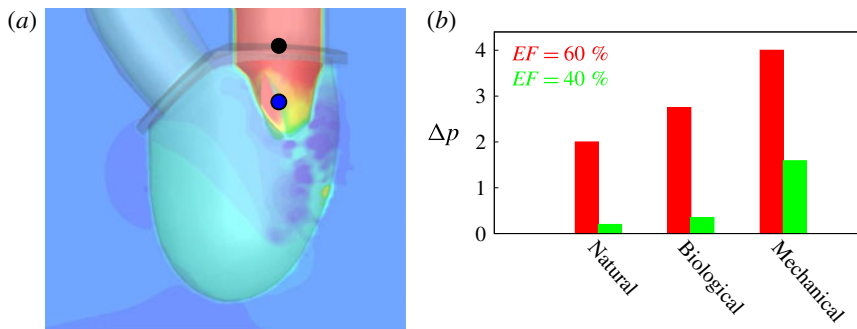 (a)
(b)
EF = 60 %
EF = 40 %
Δp
4
3
2
1
0
Natural
Biological
Mechanical